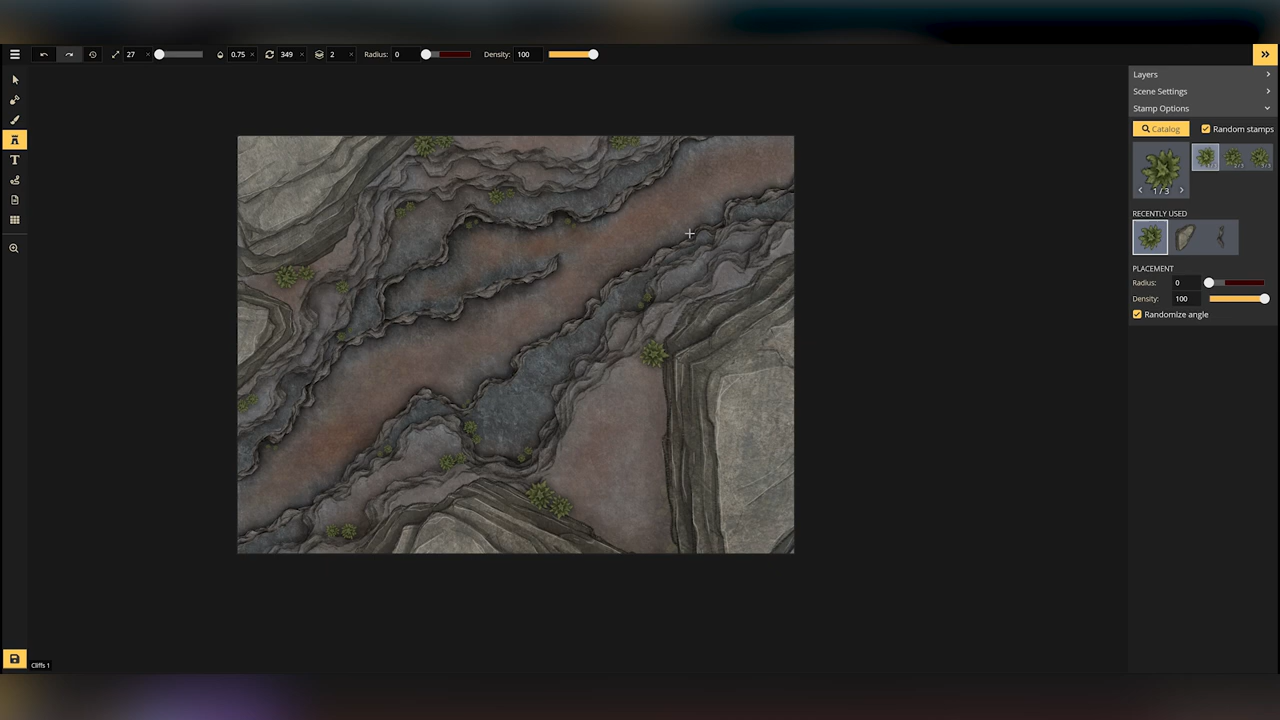 27 × 0.75 × 349 × 2 × Radius: 0 Density: 100
Layers
Scene Settings
Stamp Options
Catalog Random stamps
1/3
RECENTLY USED
PLACEMENT
Radius: 0
Density: 100
Randomize angle
T
Cliffs 1